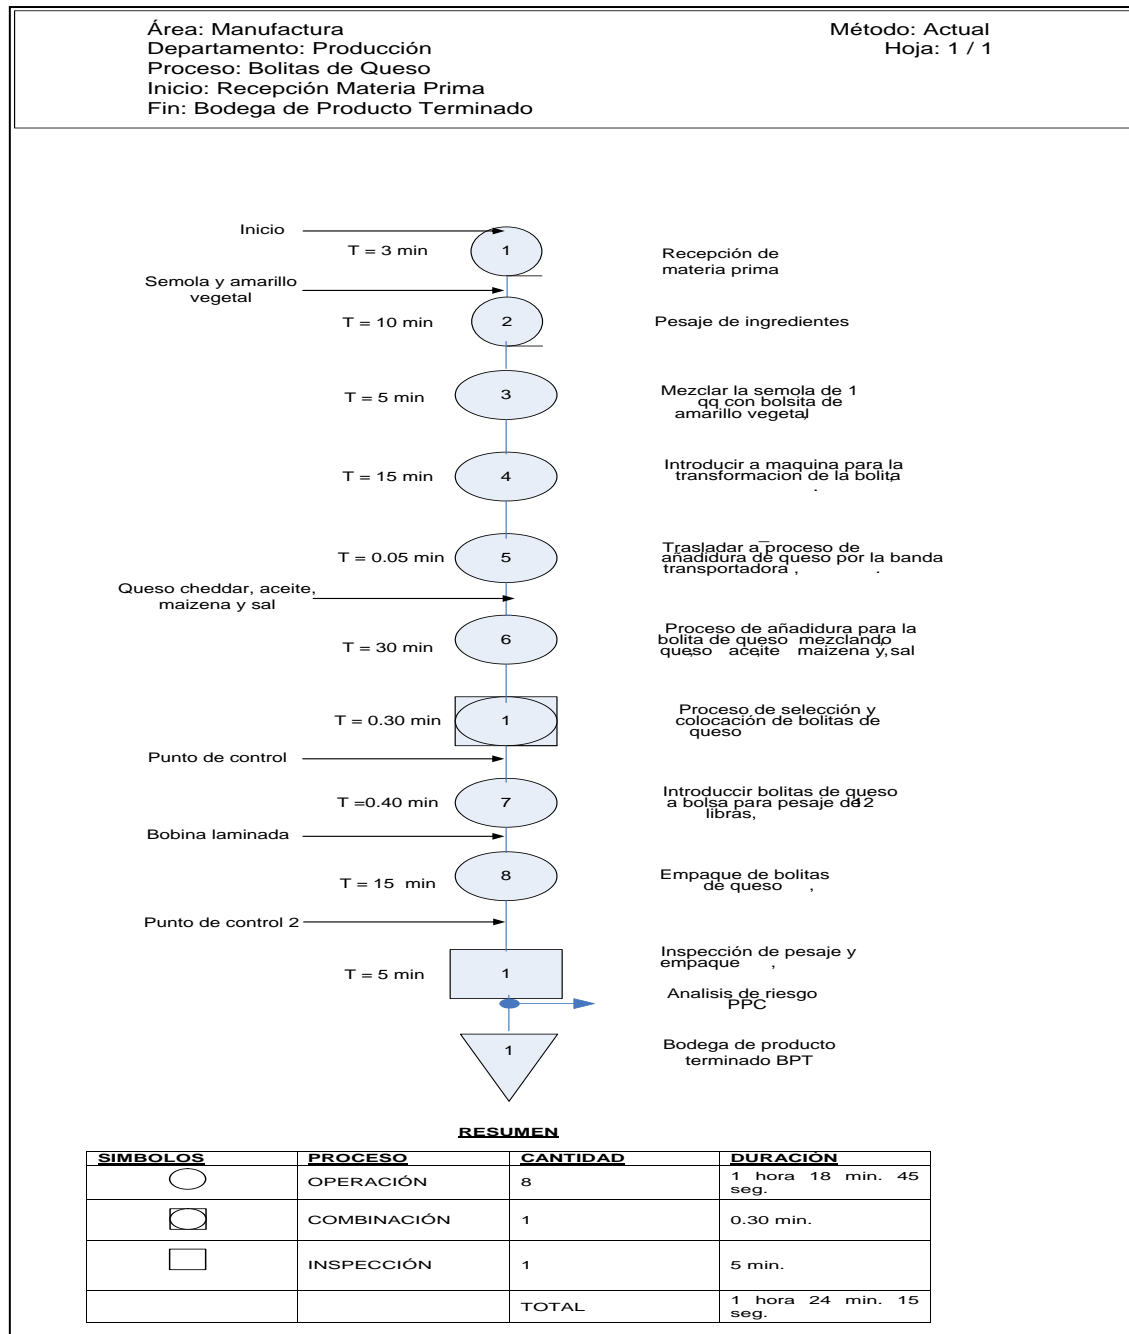 Área: Manufactura
Departamento: Producción
Proceso: Bolitas de Queso
Inicio: Recepción Materia Prima
Fin: Bodega de Producto Terminado
Método: Actual
Hoja: 1 / 1
Inicio
T = 3 min
1
Recepción de
materia prima
Semola y amarillo
vegetal
T = 10 min
2
Pesaje de ingredientes
T = 5 min
3
Mezclar la semola de 1
qq con bolsita de
amarillo vegetal,
T = 15 min
4
Introducir a maquina para la
transformacion de la bolita
.
T = 0.05 min
5
Trasladar a proceso de
añadidura de queso por la banda
transportadora , .
Queso cheddar, aceite,
maizena y sal
T = 30 min
6
Proceso de añadidura para la
bolita de queso mezclando
queso, aceite, maizena y, sal
T = 0.30 min
1
Proceso de selección y
colocación de bolitas de
queso
Punto de control
T =0.40 min
7
Introduccir bolitas de queso
a bolsa para pesaje de 12
libras,
Bobina laminada
T = 15 min
8
Empaque de bolitas
de queso ,
Punto de control 2
T = 5 min
1
Inspección de pesaje y
empaque ,
Analisis de riesgo
PPC
1
Bodega de producto
terminado BPT
RESUMEN
SIMBOLOS PROCESO CANTIDAD DURACIÓN
OPERACIÓN 8 1 hora 18 min. 45
seg.
COMBINACIÓN 1 0.30 min.
INSPECCIÓN 1 5 min.
TOTAL 1 hora 24 min. 15
seg.